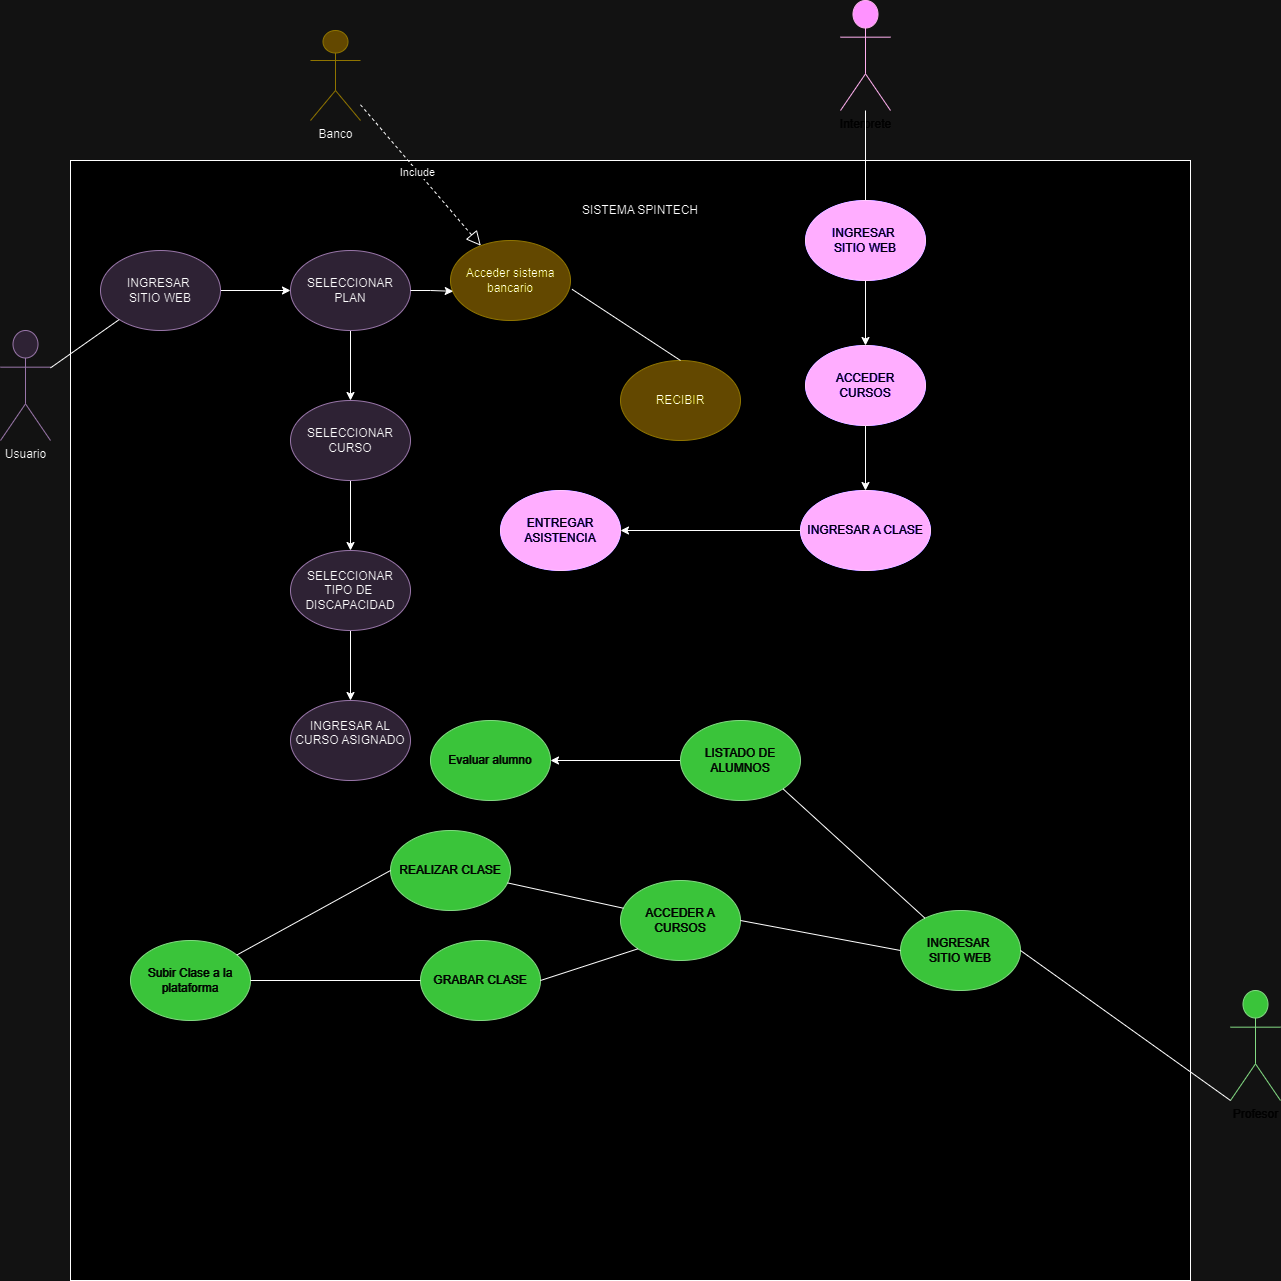 Banco
Interprete
Include
SISTEMA SPINTECH
INGRESAR
SITIO WEB
INGRESAR
SITIO WEB
SELECCIONAR
PLAN
Acceder sistema
bancario
Usuario
RECIBIR
ACCEDER
CURSOS
SELECCIONAR
CURSO
ENTREGAR
ASISTENCIA
INGRESAR A CLASE
SELECCIONAR
TIPO DE
DISCAPACIDAD
INGRESAR AL
CURSO ASIGNADO
Evaluar alumno
LISTADO DE
ALUMNOS
REALIZAR CLASE
ACCEDER A
CURSOS
INGRESAR
SITIO WEB
Subir Clase a la
plataforma
GRABAR CLASE
Profesor